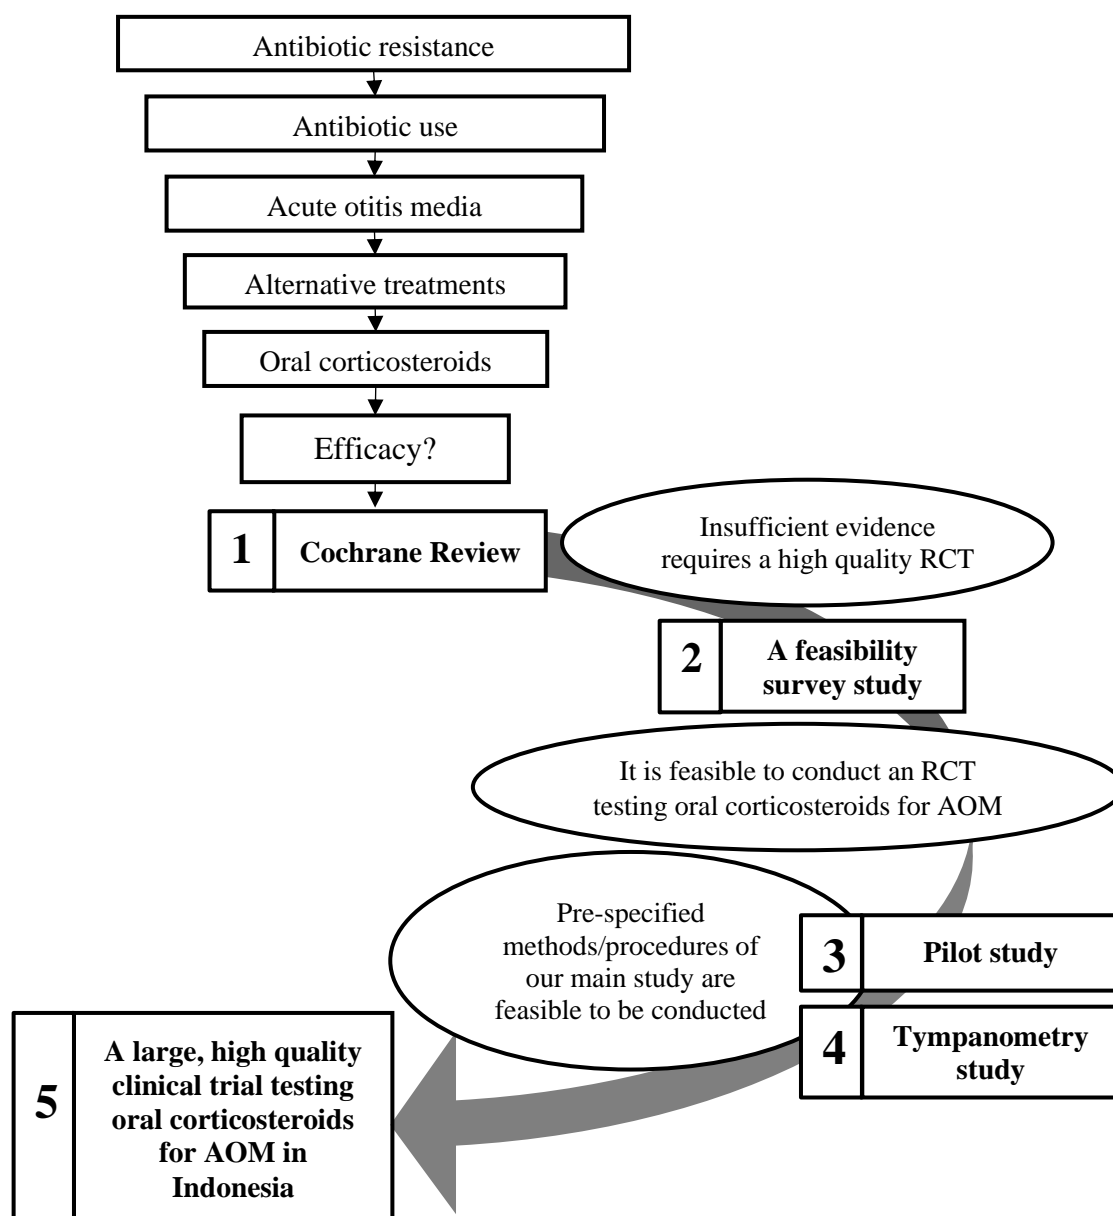 Antibiotic resistance
Antibiotic use
Acute otitis media
Alternative treatments
Oral corticosteroids
Efficacy?
1
Cochrane Review
Insufficient evidence
requires a high quality RCT
2
A feasibility
survey study
It is feasible to conduct an RCT
testing oral corticosteroids for AOM
Pre-specified
methods/procedures of
our main study are
feasible to be conducted
3
Pilot study
4
Tympanometry
study
5
A large, high quality
clinical trial testing
oral corticosteroids
for AOM in
Indonesia